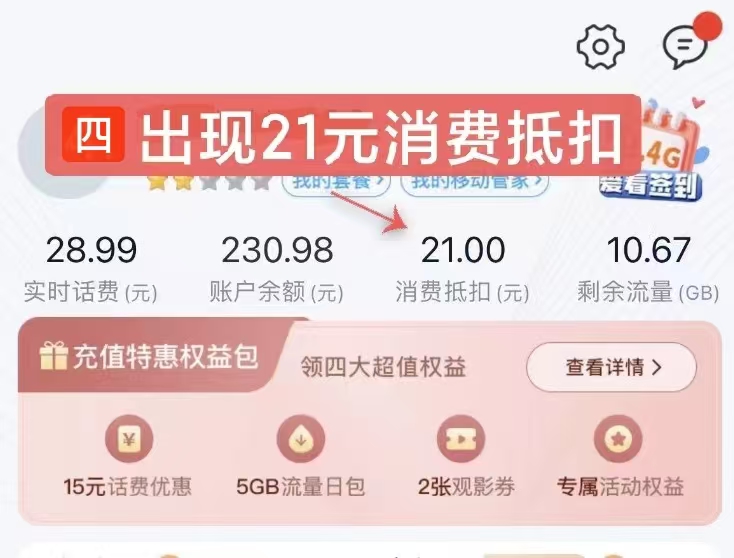 四 出现21元消费抵扣
4G
爱看签到
我的套餐 >
我的移动管家 >
28.99 230.98 21.00 10.67
实时话费(元) 账户余额(元) 消费抵扣(元) 剩余流量(GB)
充值特惠权益包 领四大超值权益 查看详情 >
15元话费优惠 5GB流量日包 2张观影券 专属活动权益